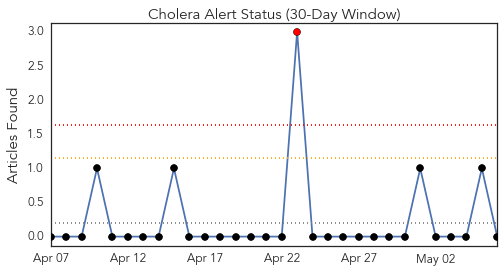 Cholera Alert Status (30-Day Window)
Articles Found
3.0
2.5
2.0
1.5
1.0
0.5
0.0
Apr 07
Apr 12
Apr 17
Apr 22
Apr 27
May 02